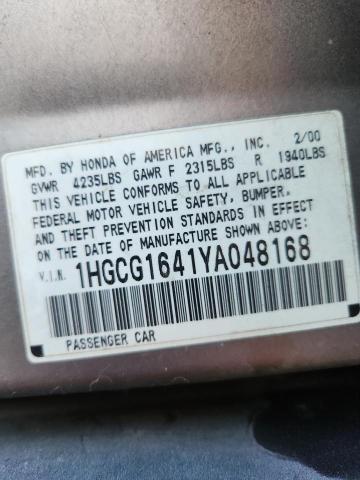 MFD. BY HONDA OF AMERICA MFG., INC. 2/00
GVWR 4235LBS GAWR F 2315LBS R 1940LBS
THIS VEHICLE CONFORMS TO ALL APPLICABLE
FEDERAL MOTOR VEHICLE SAFETY, BUMPER,
AND THEFT PREVENTION STANDARDS IN EFFECT
ON THE DATE OF MANUFACTURE SHOWN ABOVE.
V.I.N. 1HGCG1641YA048168
PASSENGER CAR